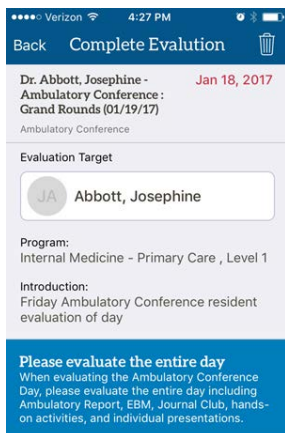 Verizon 4:27 PM
Back Complete Evalution
Dr. Abbott, Josephine - Jan 18, 2017
Ambulatory Conference :
Grand Rounds (01/19/17)
Ambulatory Conference
Evaluation Target
JA Abbott, Josephine
Program:
Internal Medicine - Primary Care , Level 1
Introduction:
Friday Ambulatory Conference resident
evaluation of day
Please evaluate the entire day
When evaluating the Ambulatory Conference
Day, please evaluate the entire day including
Ambulatory Report, EBM, Journal Club, hands-
on activities, and individual presentations.